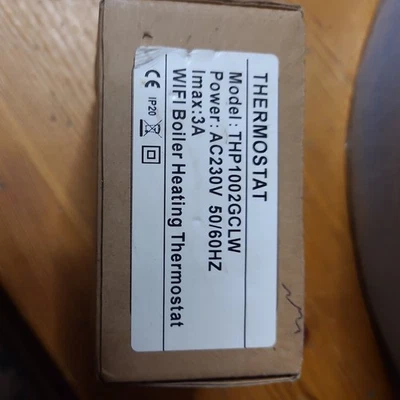 THERMOSTAT
Model: THP1002GCLW
Power: AC230V 50/60HZ
Imax:3A
WIFI Boiler Heating Thermostat
CE IP20